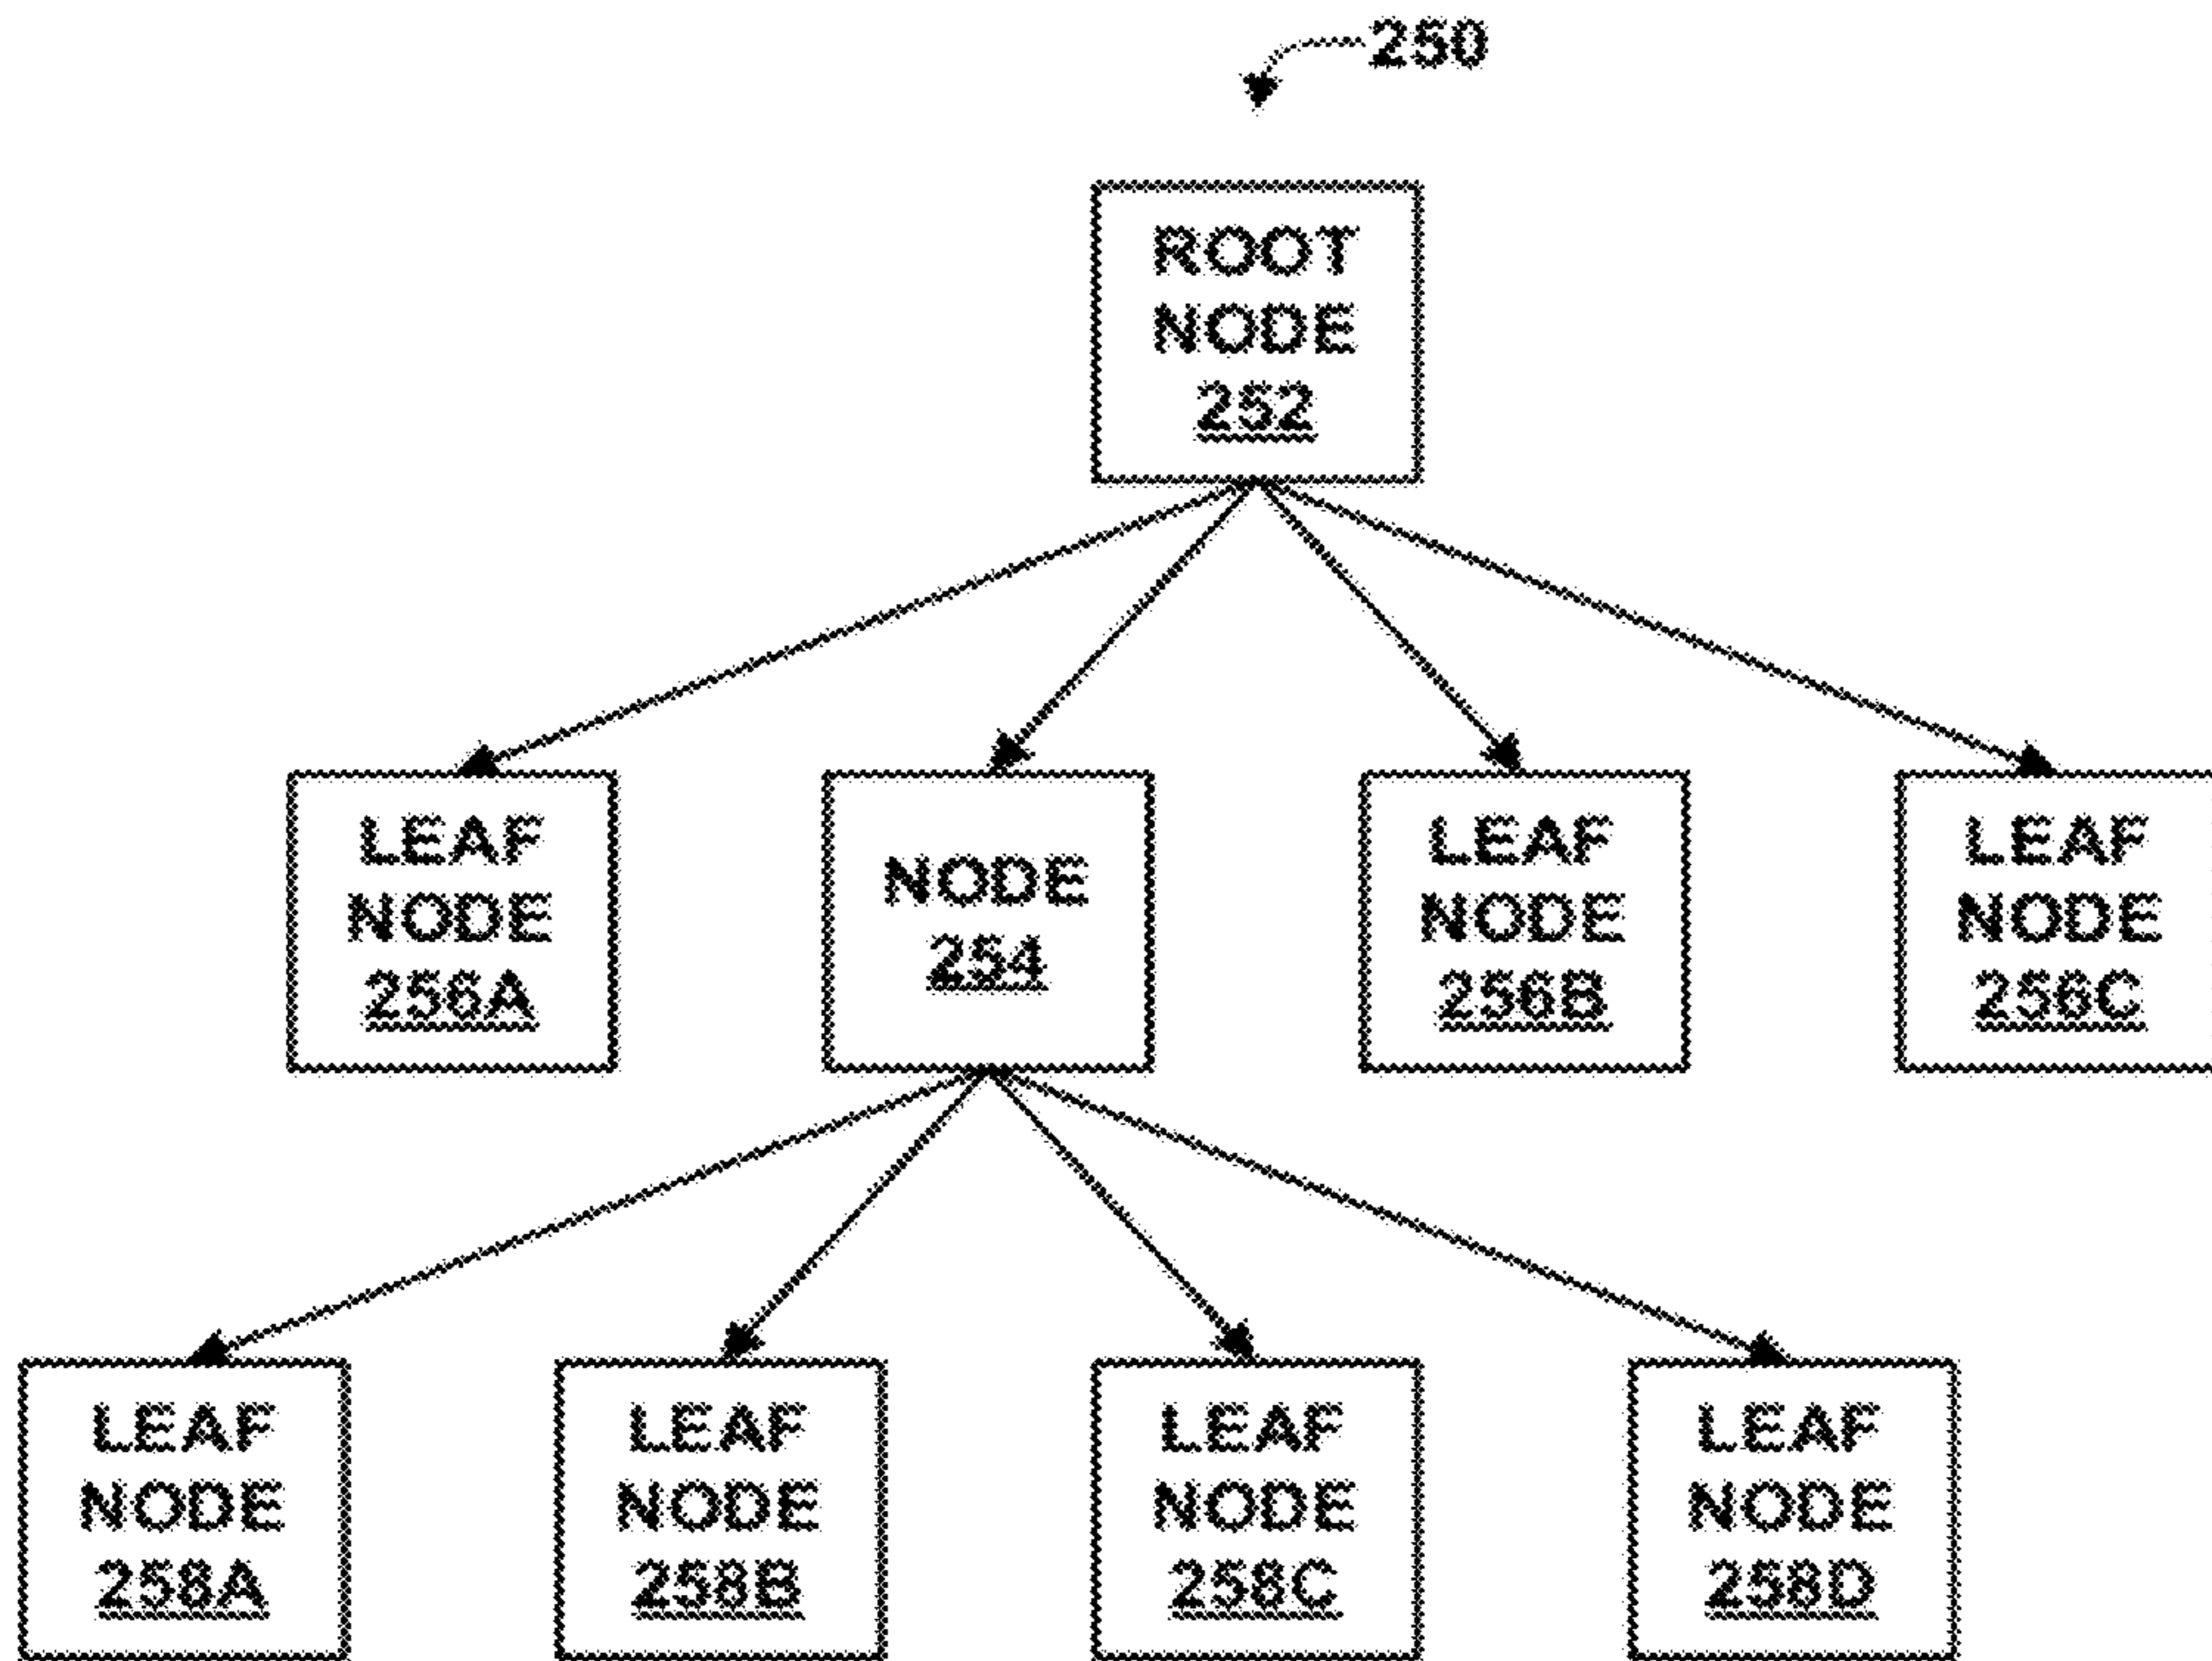 250
ROOT
NODE
252
LEAF
NODE
256A
NODE
254
LEAF
NODE
256B
LEAF
NODE
256C
LEAF
NODE
258A
LEAF
NODE
258B
LEAF
NODE
258C
LEAF
NODE
258D